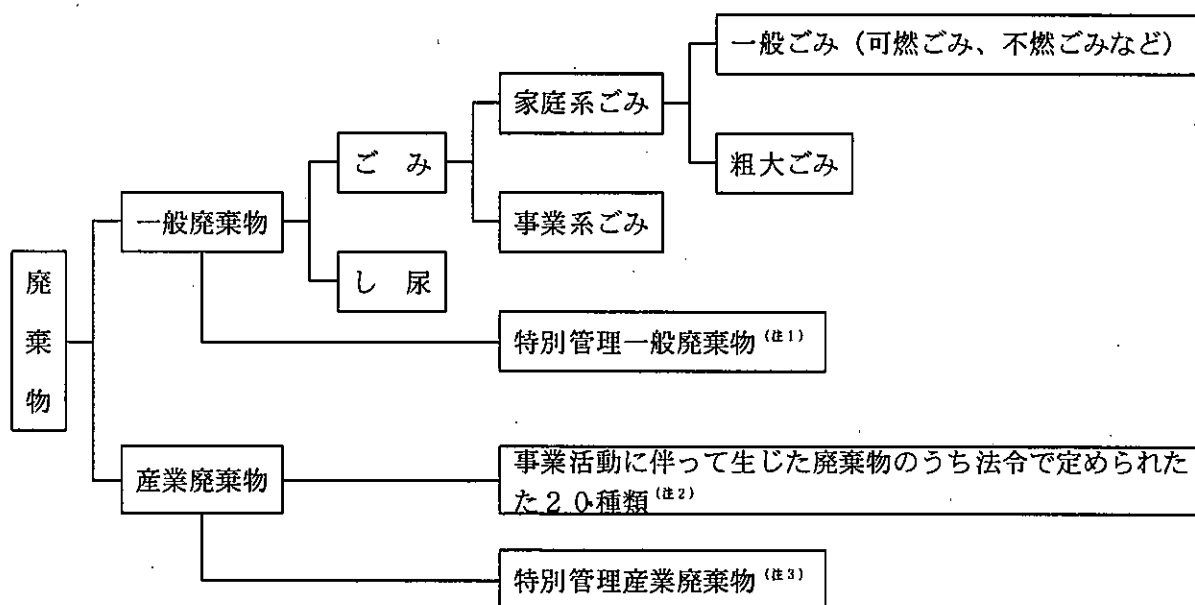 一般ごみ（可燃ごみ、不燃ごみなど）
家庭系ごみ
ごみ
粗大ごみ
一般廃棄物
事業系ごみ
し尿
廃棄物
特別管理一般廃棄物（注1）
産業廃棄物
事業活動に伴って生じた廃棄物のうち法令で定められた
た２０種類（注2）
特別管理産業廃棄物（注3）